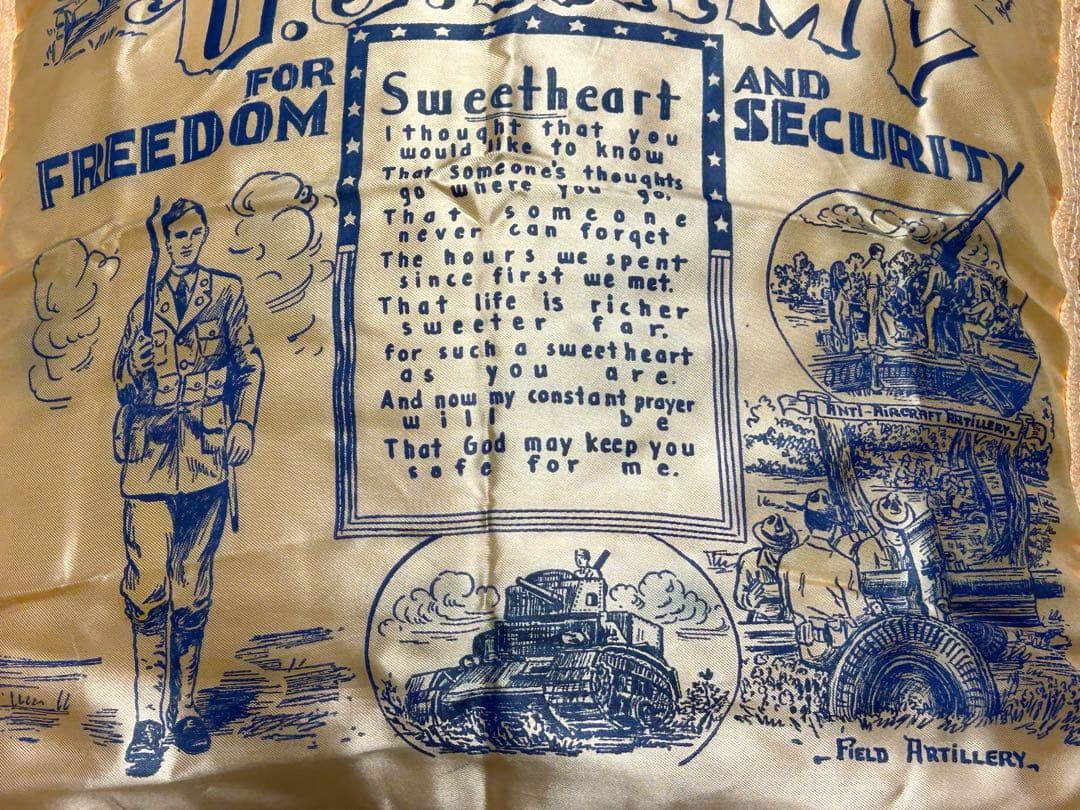 U.S. ARMY
FOR
FREEDOM
AND
SECURITY
Sweetheart
I thought that you
would like to know
That someone's thoughts
go where you go.
That someone
never can forget
The hours we spent
since first we met.
That life is richer
sweeter far.
for such a sweetheart
as you are.
And now my constant prayer
will be
That God may keep you
safe for me.
ANTI-AIRCRAFT ARTILLERY.
FIELD ARTILLERY